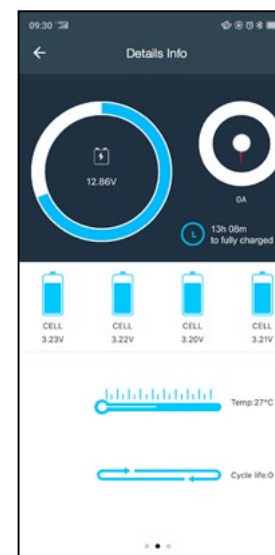 09:30
Details Info
12.86V
0A
13h 08m
to fully charged
CELL CELL CELL CELL
3.23V 3.22V 3.20V 3.21V
Temp:27°C
Cycle life:0